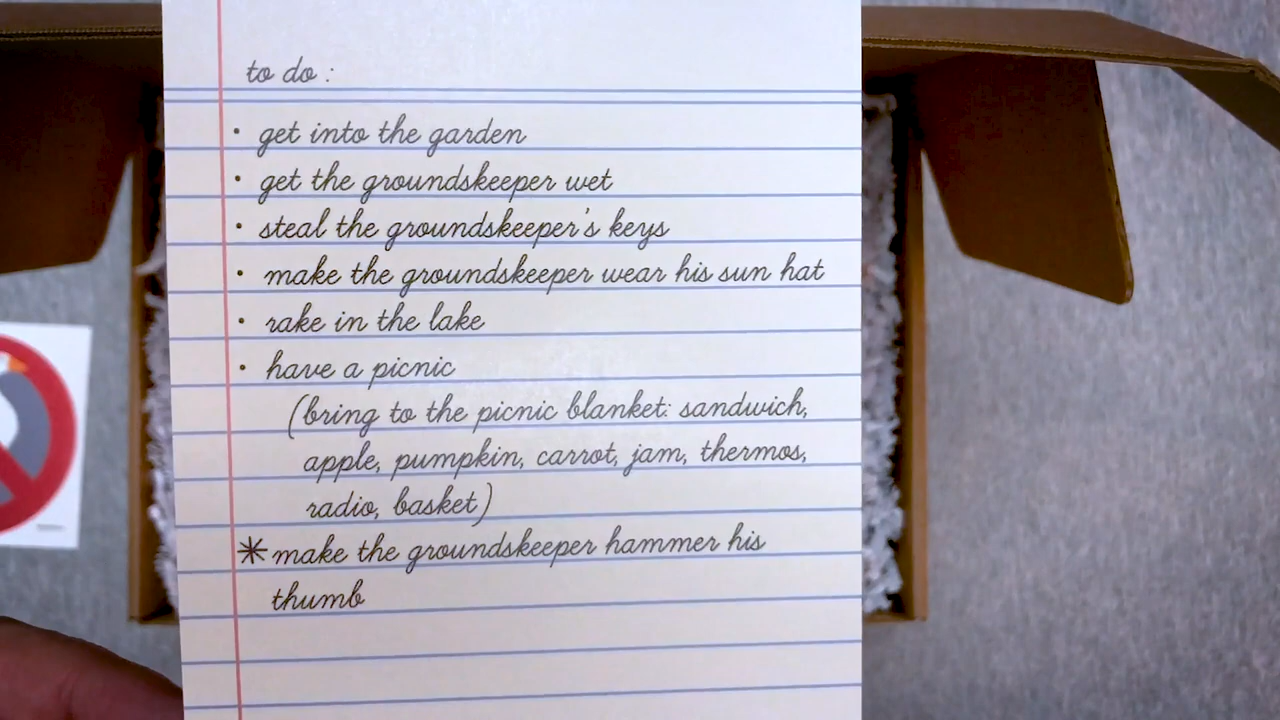 to do :
• get into the garden
• get the groundskeeper wet
• steal the groundskeeper's keys
• make the groundskeeper wear his sun hat
• rake in the lake
• have a picnic
(bring to the picnic blanket: sandwich,
apple, pumpkin, carrot, jam, thermos,
radio, basket)
* make the groundskeeper hammer his
thumb